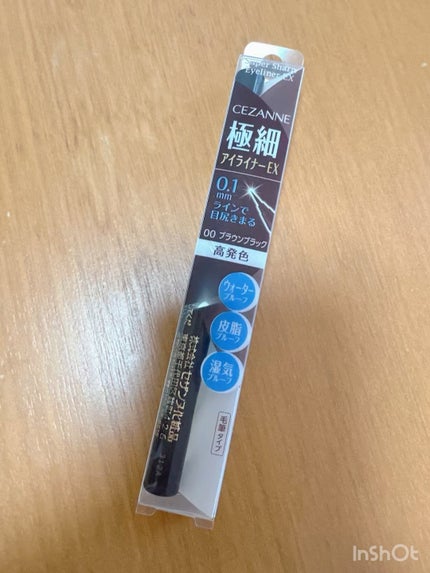 Super Sharp
Eyeliner EX
CEZANNE
極細
アイライナーEX
0.1
mm
ラインで
目尻きまる
00 ブラウンブラック
高発色
ウォーター
プルーフ
皮脂
プルーフ
湿気
プルーフ
毛筆タイプ
株式会社セザンヌ化粧品
InShOt